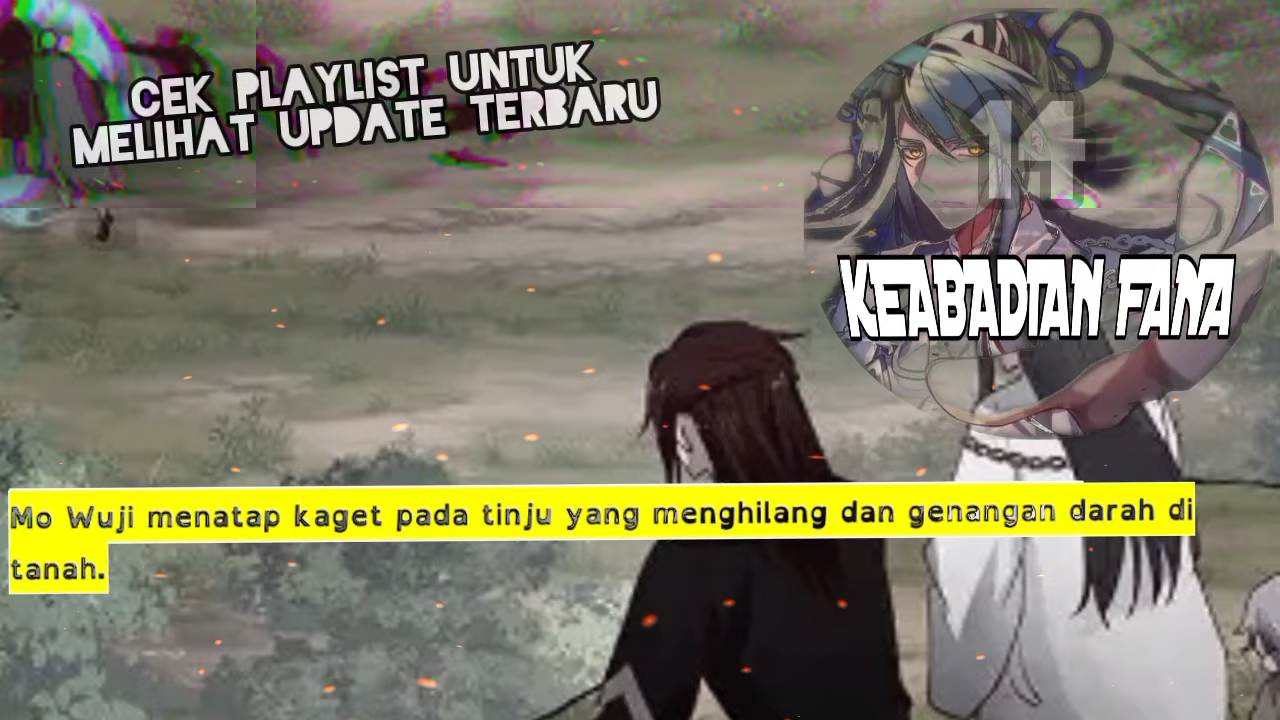 CEK PLAYLIST UNTUK
MELIHAT UPDATE TERBARU
14
KEABADIAN FANA
Mo Wuji menatap kaget pada tinju yang menghilang dan genangan darah di
tanah.